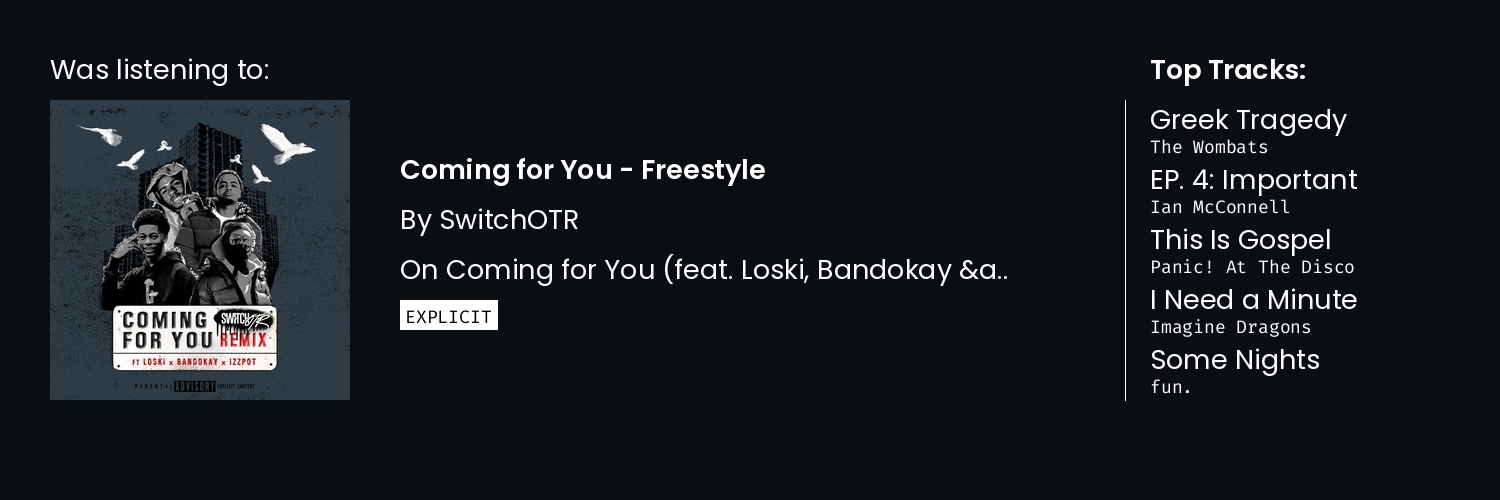 Was listening to:
COMING SWITCHOTR
FOR YOU REMIX
FT LOSKI x BANDOKAY x IZZPOT
PARENTAL ADVISORY EXPLICIT CONTENT
Coming for You - Freestyle
By SwitchOTR
On Coming for You (feat. Loski, Bandokay &a..
EXPLICIT
Top Tracks:
Greek Tragedy
The Wombats
EP. 4: Important
Ian McConnell
This Is Gospel
Panic! At The Disco
I Need a Minute
Imagine Dragons
Some Nights
fun.